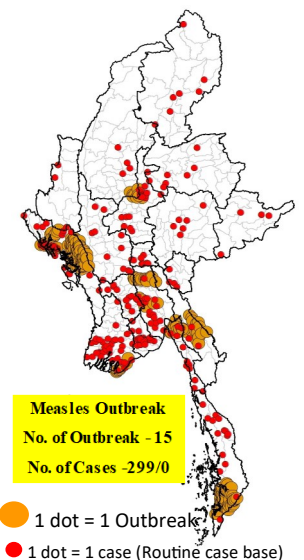 Measles Outbreak
No. of Outbreak - 15
No. of Cases -299/0
1 dot = 1 Outbreak
1 dot = 1 case (Routine case base)